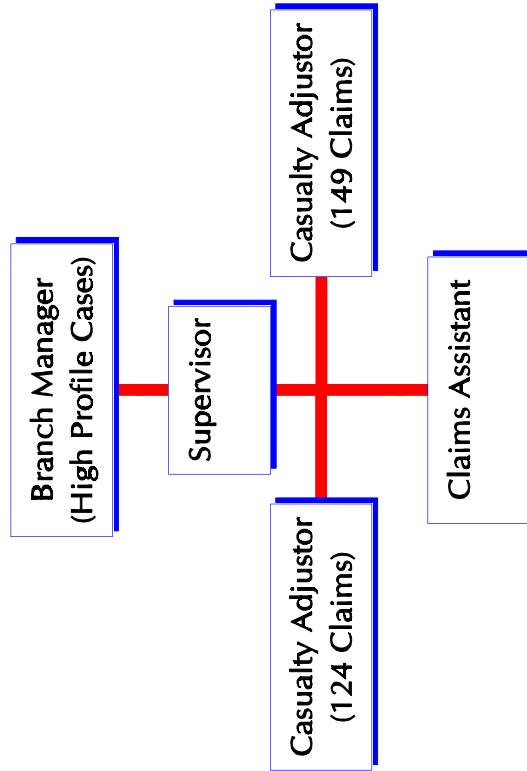 Branch Manager
(High Profile Cases)
Supervisor
Casualty Adjustor
(124 Claims)
Casualty Adjustor
(149 Claims)
Claims Assistant